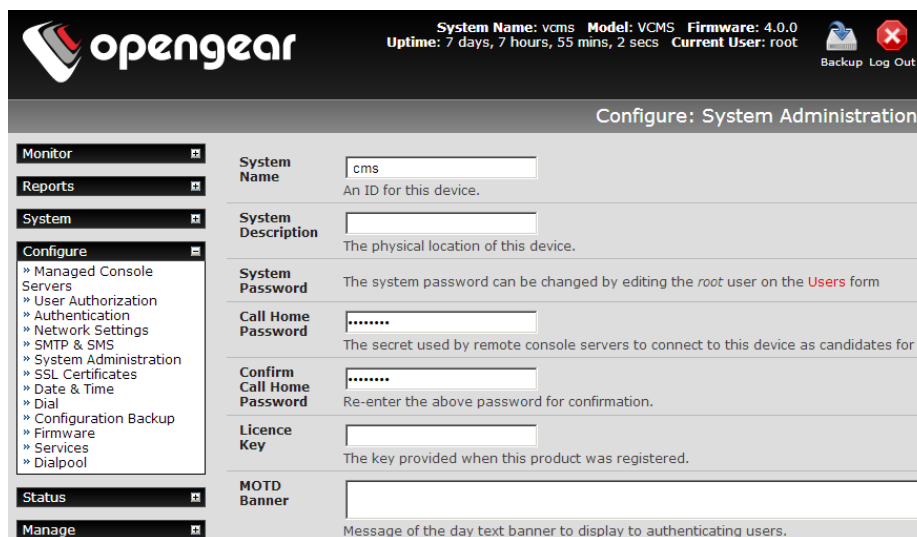 opengear
System Name: vcms Model: VCMS Firmware: 4.0.0
Uptime: 7 days, 7 hours, 55 mins, 2 secs Current User: root
Backup Log Out
Configure: System Administration
Monitor
Reports
System
Configure
» Managed Console
Servers
» User Authorization
» Authentication
» Network Settings
» SMTP & SMS
» System Administration
» SSL Certificates
» Date & Time
» Dial
» Configuration Backup
» Firmware
» Services
» Dialpool
Status
Manage
System
Name
cms
An ID for this device.
System
Description
The physical location of this device.
System
Password
The system password can be changed by editing the root user on the Users form
Call Home
Password
••••••••
The secret used by remote console servers to connect to this device as candidates for
Confirm
Call Home
Password
••••••••
Re-enter the above password for confirmation.
Licence
Key
The key provided when this product was registered.
MOTD
Banner
Message of the day text banner to display to authenticating users.